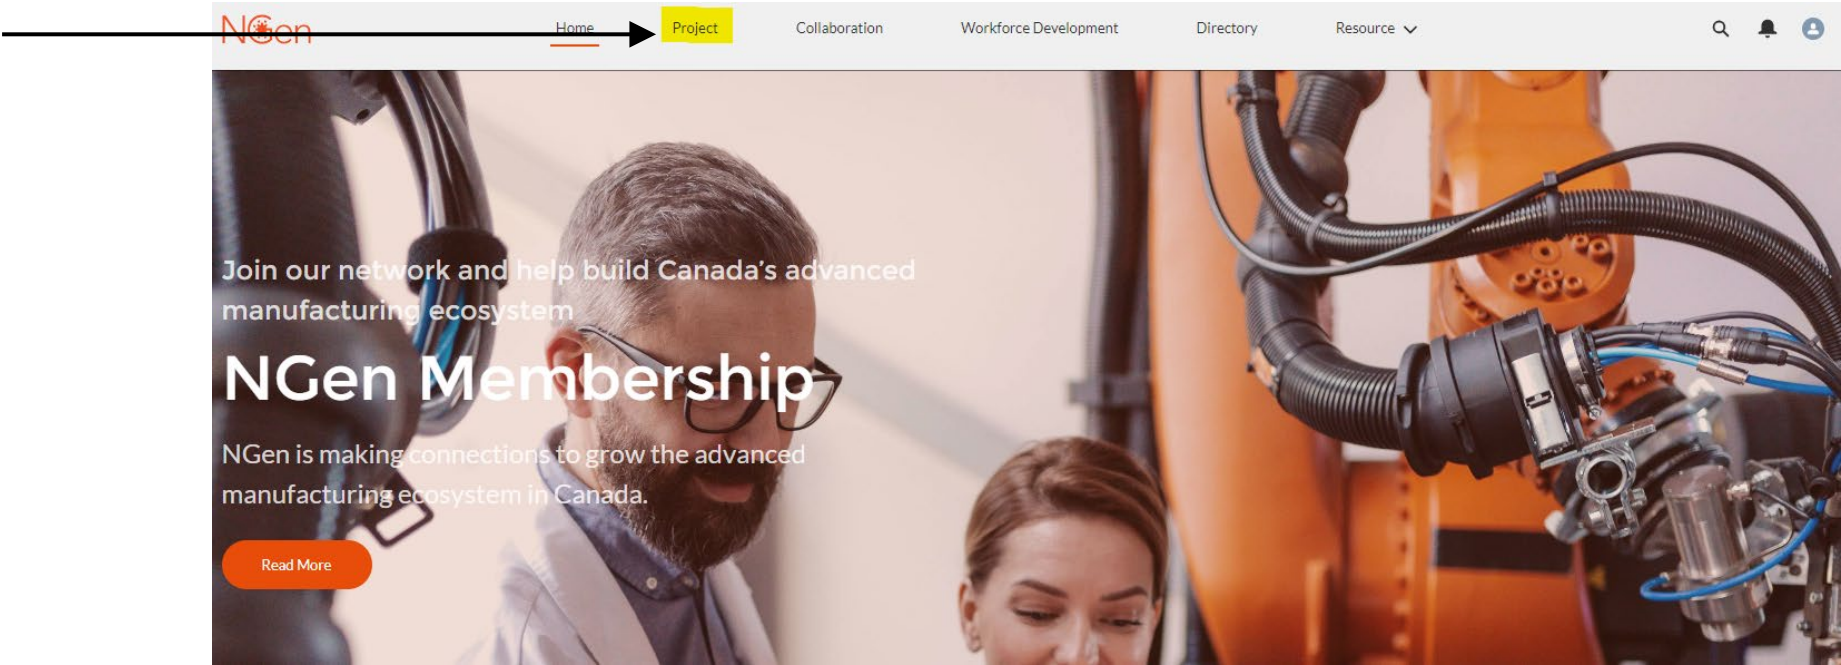 NGen
Home Project Collaboration Workforce Development Directory Resource
Join our network and help build Canada's advanced
manufacturing ecosystem
NGen Membership
NGen is making connections to grow the advanced
manufacturing ecosystem in Canada.
Read More